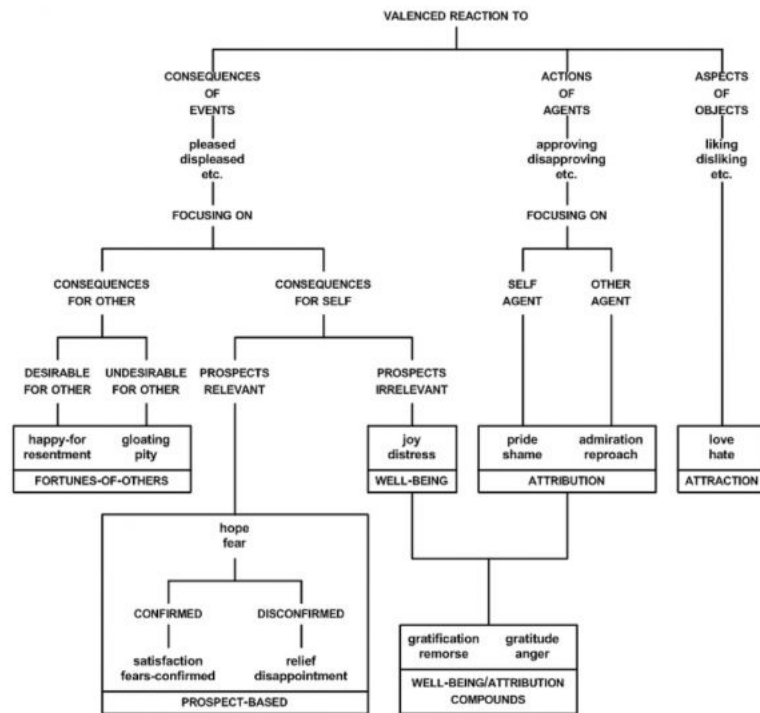 VALENCED REACTION TO
CONSEQUENCES
OF
EVENTS
ACTIONS
OF
AGENTS
ASPECTS
OF
OBJECTS
pleased
displeased
etc.
approving
disapproving
etc.
liking
disliking
etc.
FOCUSING ON
FOCUSING ON
CONSEQUENCES
FOR OTHER
CONSEQUENCES
FOR SELF
SELF
AGENT
OTHER
AGENT
DESIRABLE
FOR OTHER
UNDESIRABLE
FOR OTHER
PROSPECTS
RELEVANT
PROSPECTS
IRRELEVANT
happy-for
resentment
gloating
pity
FORTUNES-OF-OTHERS
joy
distress
WELL-BEING
pride
shame
admiration
reproach
ATTRIBUTION
love
hate
ATTRACTION
hope
fear
CONFIRMED
DISCONFIRMED
satisfaction
fears-confirmed
relief
disappointment
PROSPECT-BASED
gratification
remorse
gratitude
anger
WELL-BEING/ATTRIBUTION
COMPOUNDS